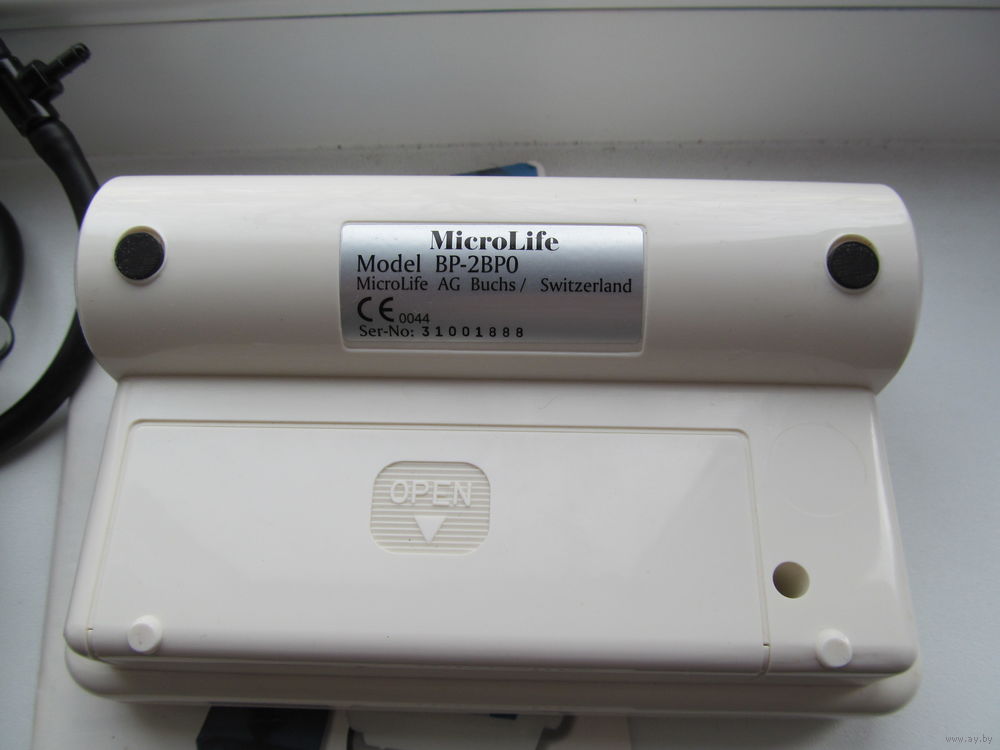 MicroLife
Model BP-2BP0
MicroLife AG Buchs / Switzerland
CE 0044
Ser-No: 31001888
OPEN
www.ay.by